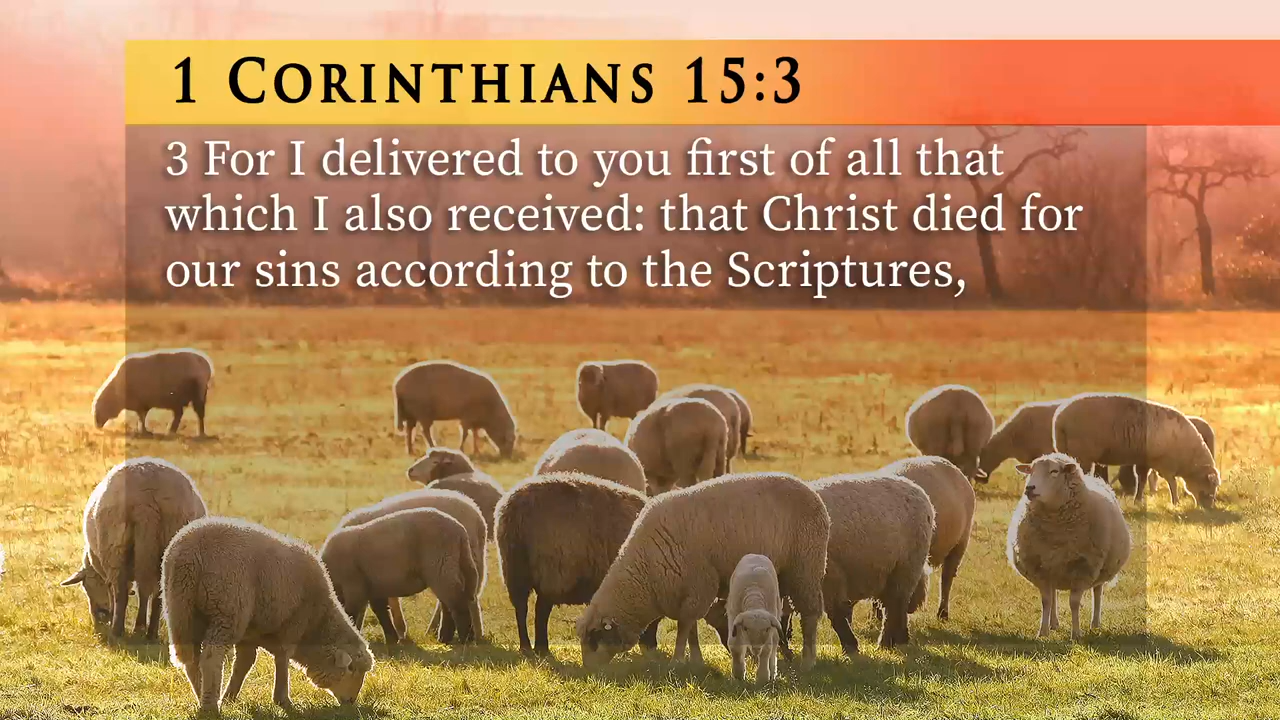 1 Corinthians 15:3
3 For I delivered to you first of all that
which I also received: that Christ died for
our sins according to the Scriptures,